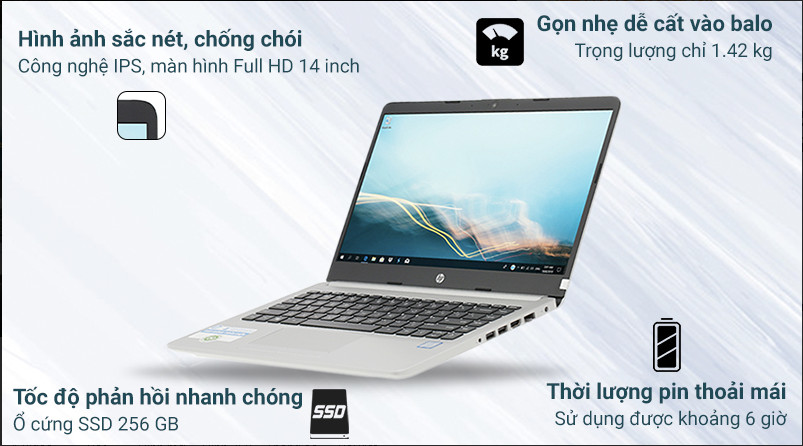 Hình ảnh sắc nét, chống chói
Công nghệ IPS, màn hình Full HD 14 inch
kg
Gọn nhẹ dễ cất vào balo
Trọng lượng chỉ 1.42 kg
hp
Tốc độ phản hồi nhanh chóng
Ổ cứng SSD 256 GB
SSD
Thời lượng pin thoải mái
Sử dụng được khoảng 6 giờ